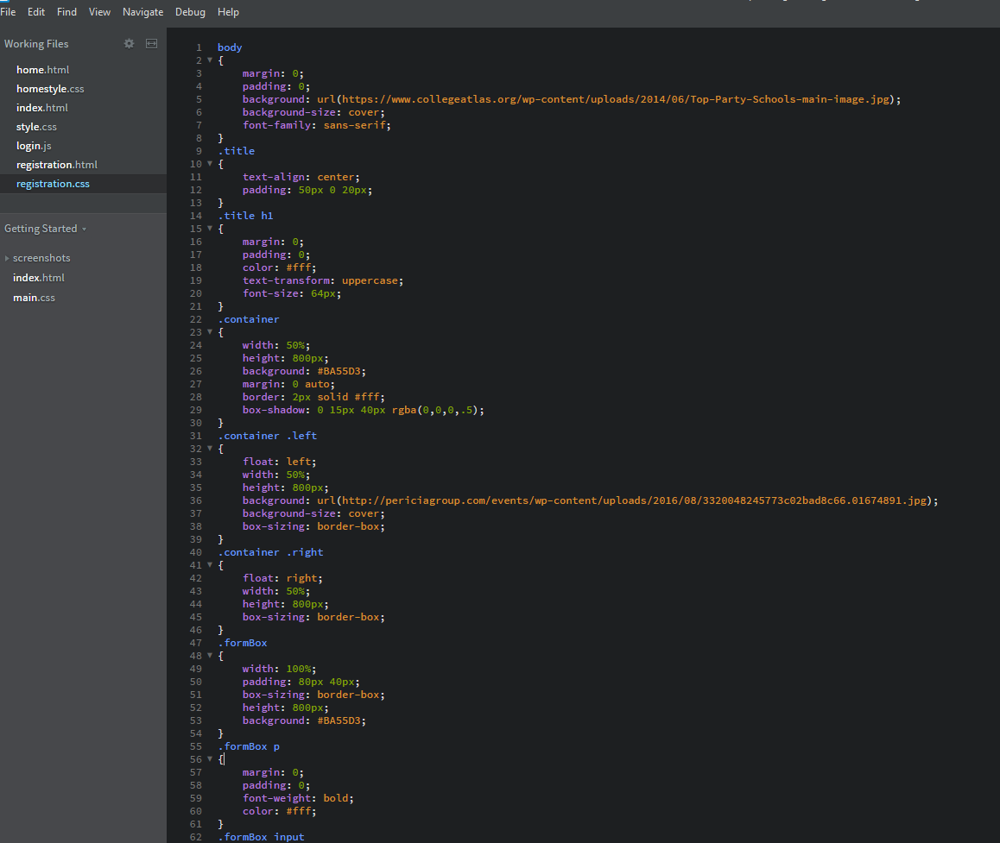 File Edit Find View Navigate Debug Help
Working Files
home.html
homestyle.css
index.html
style.css
login.js
registration.html
registration.css
Getting Started
screenshots
index.html
main.css
1 body
2 {
3 margin: 0;
4 padding: 0;
5 background: url(https://www.collegeatlas.org/wp-content/uploads/2014/06/Top-Party-Schools-main-image.jpg);
6 background-size: cover;
7 font-family: sans-serif;
8 }
9 .title
10 {
11 text-align: center;
12 padding: 50px 0 20px;
13 }
14 .title h1
15 {
16 margin: 0;
17 padding: 0;
18 color: #fff;
19 text-transform: uppercase;
20 font-size: 64px;
21 }
22 .container
23 {
24 width: 50%;
25 height: 800px;
26 background: #BA55D3;
27 margin: 0 auto;
28 border: 2px solid #fff;
29 box-shadow: 0 15px 40px rgba(0,0,0,.5);
30 }
31 .container .left
32 {
33 float: left;
34 width: 50%;
35 height: 800px;
36 background: url(http://periciagroup.com/events/wp-content/uploads/2016/08/3320048245773c02bad8c66.01674891.jpg);
37 background-size: cover;
38 box-sizing: border-box;
39 }
40 .container .right
41 {
42 float: right;
43 width: 50%;
44 height: 800px;
45 box-sizing: border-box;
46 }
47 .formBox
48 {
49 width: 100%;
50 padding: 80px 40px;
51 box-sizing: border-box;
52 height: 800px;
53 background: #BA55D3;
54 }
55 .formBox p
56 {
57 margin: 0;
58 padding: 0;
59 font-weight: bold;
60 color: #fff;
61 }
62 .formBox input